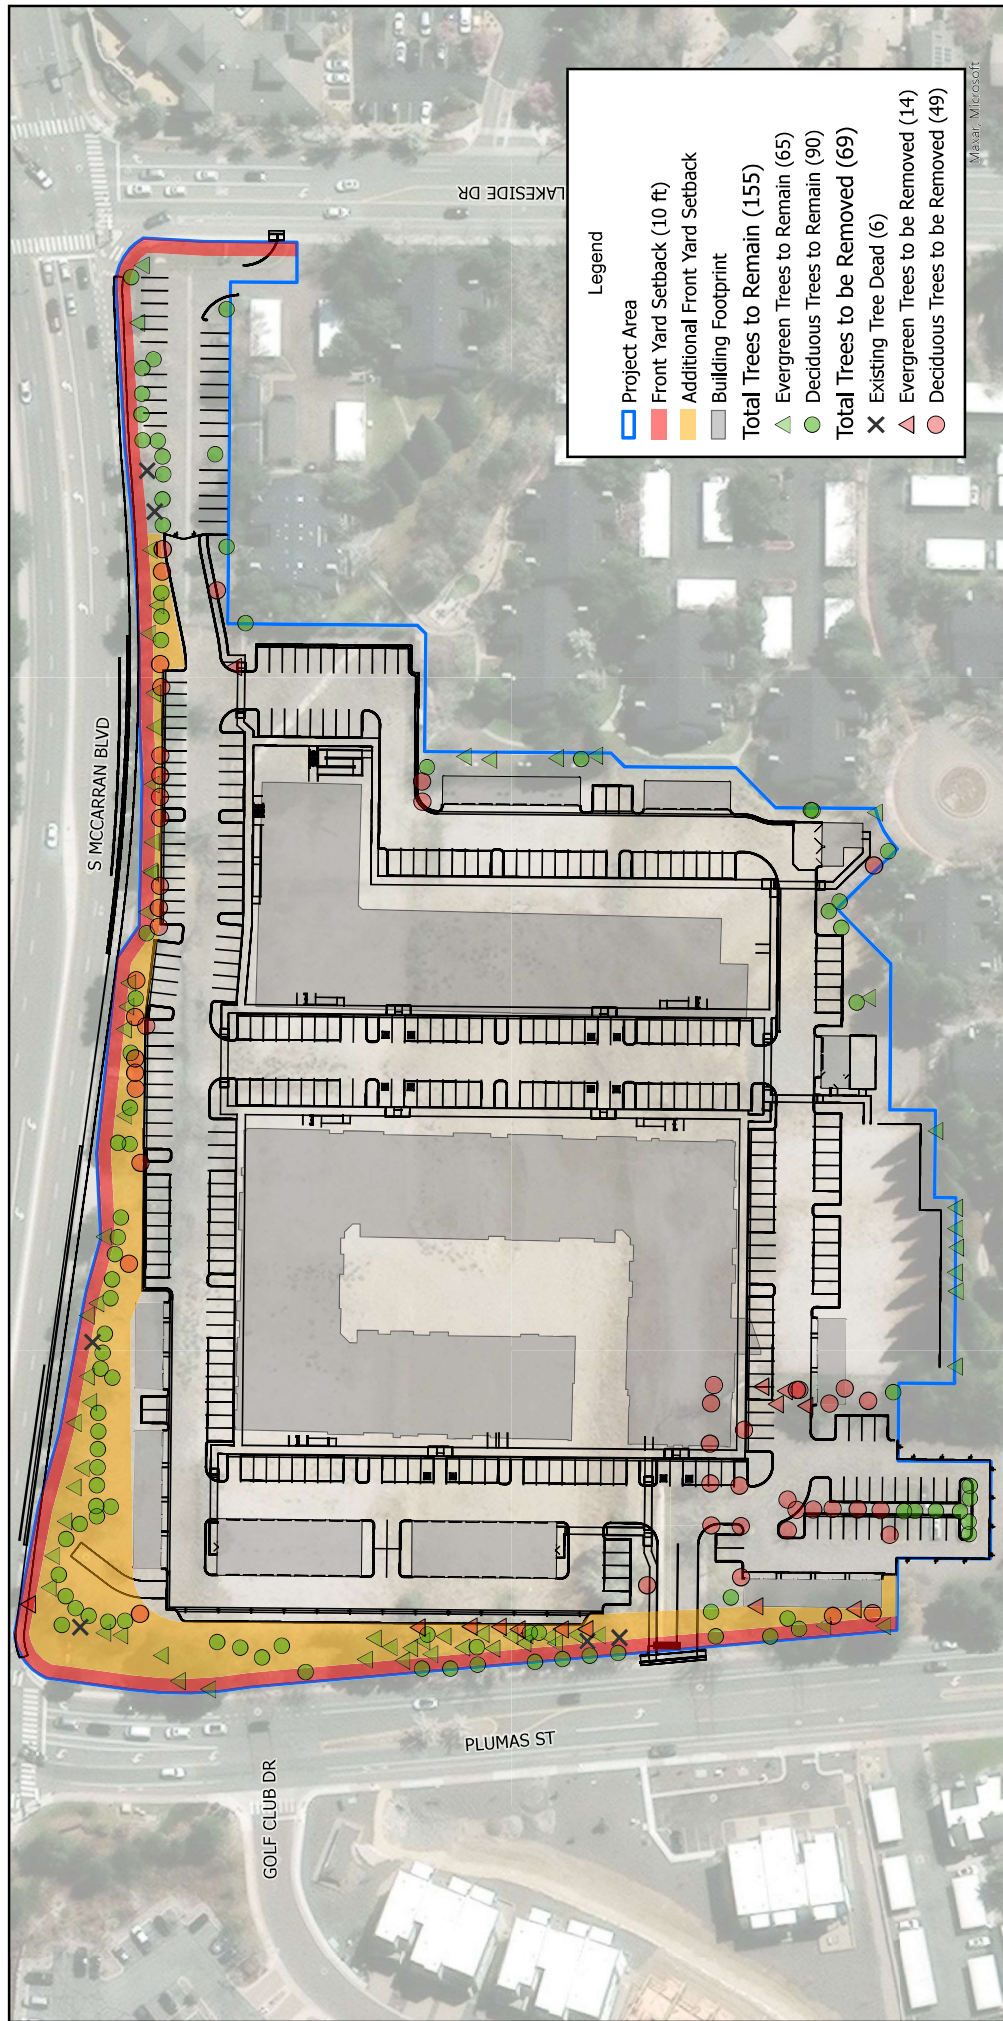 S MCCARRAN BLVD
LAKESIDE DR
PLUMAS ST
GOLF CLUB DR
Legend
Project Area
Front Yard Setback (10 ft)
Additional Front Yard Setback
Building Footprint
Total Trees to Remain (155)
Evergreen Trees to Remain (65)
Deciduous Trees to Remain (90)
Total Trees to be Removed (69)
Existing Tree Dead (6)
Evergreen Trees to be Removed (14)
Deciduous Trees to be Removed (49)
Maxar, Microsoft